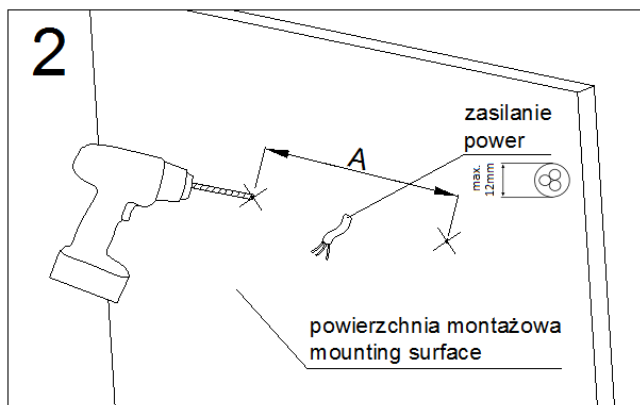 2
zasilanie
power
A
max.
12mm
powierzchnia montażowa
mounting surface